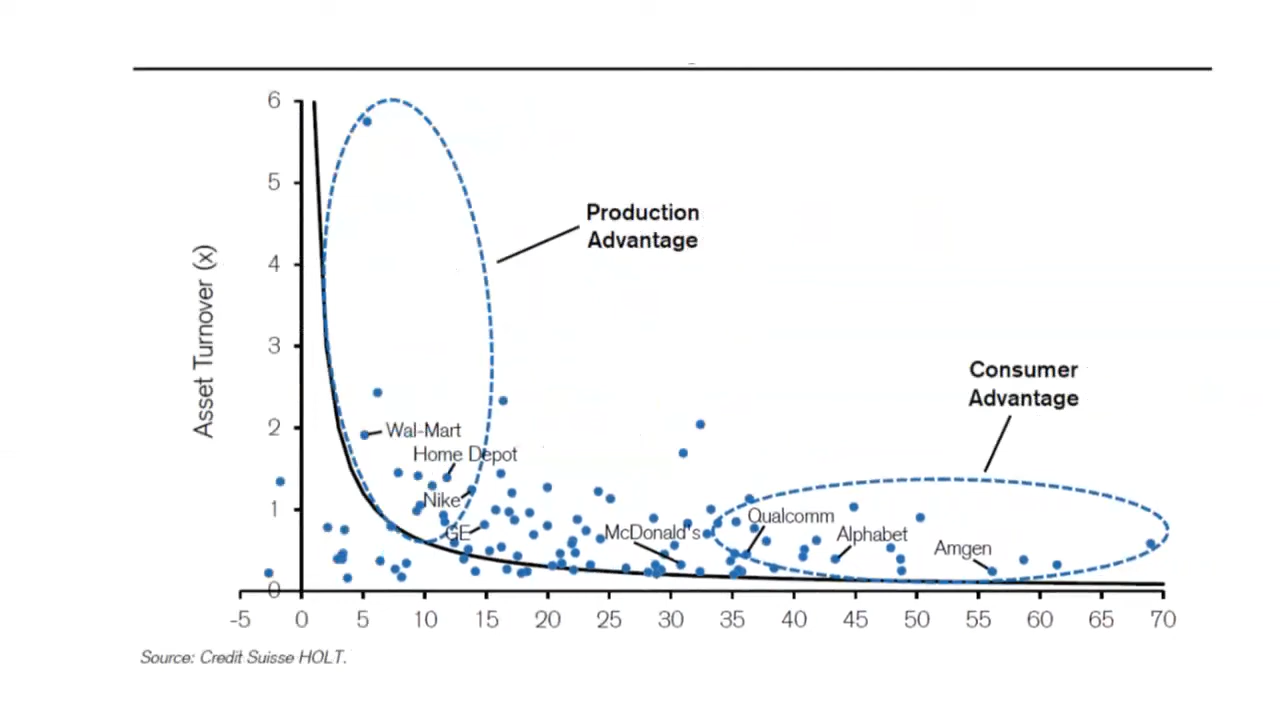 6
5
4
3
2
1
0
Asset Turnover (x)
Production
Advantage
Consumer
Advantage
Wal-Mart
Home Depot
Nike
GE
McDonald's
Qualcomm
Alphabet
Amgen
-5 0 5 10 15 20 25 30 35 40 45 50 55 60 65 70
Source: Credit Suisse HOLT.